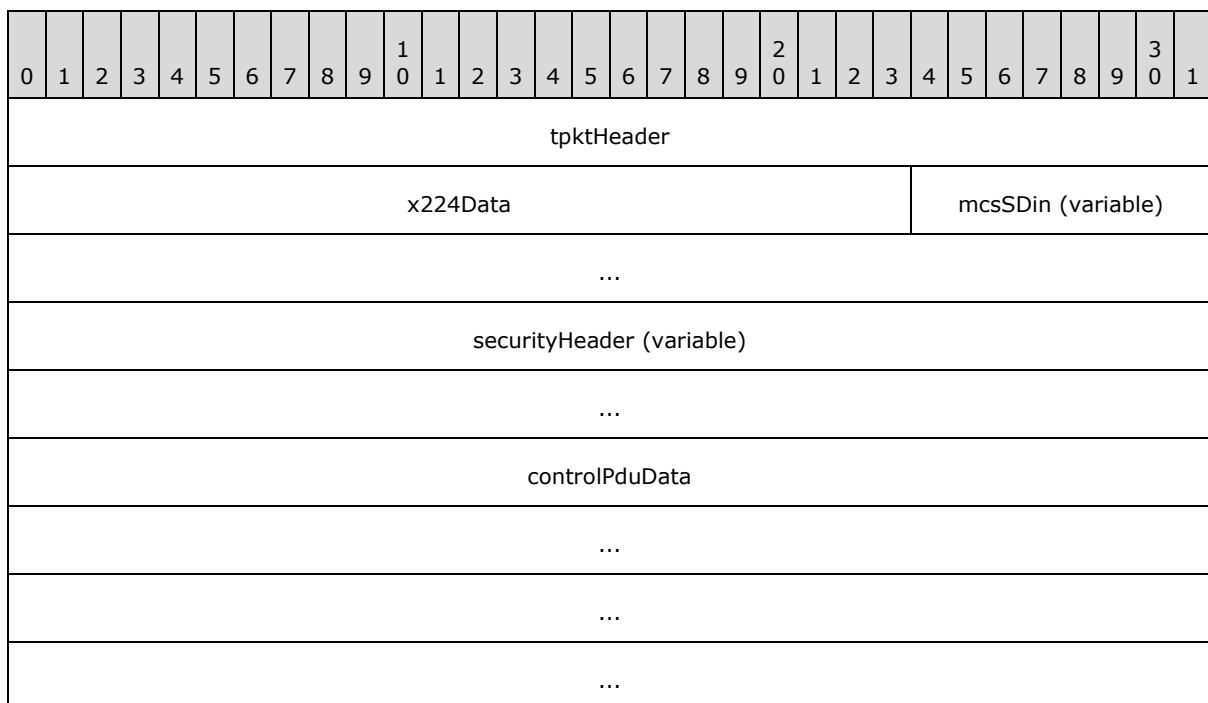 1 2 3
0 1 2 3 4 5 6 7 8 9 0 1 2 3 4 5 6 7 8 9 0 1 2 3 4 5 6 7 8 9 0 1
tpktHeader
x224Data mcsSDin (variable)
...
securityHeader (variable)
...
controlPduData
...
...
...